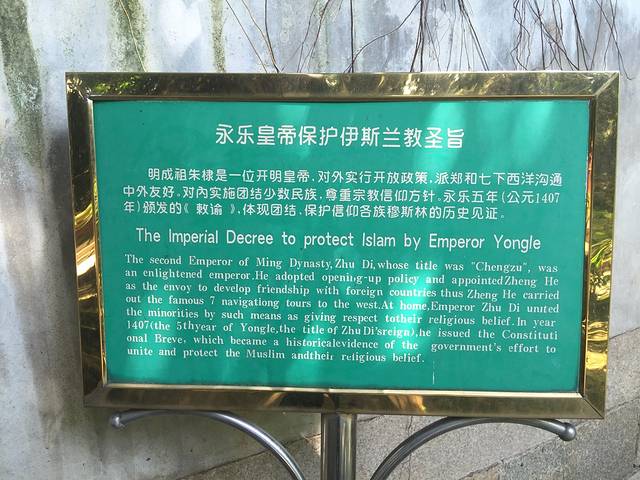 永乐皇帝保护伊斯兰教圣旨
明成祖朱棣是一位开明皇帝.对外实行开放政策,派郑和七下西洋沟通
中外友好.对内实施团结少数民族,尊重宗教信仰方针.永乐五年(公元1407
年)颁发的《敕谕》,体现团结.保护信仰各族穆斯林的历史见证。
The Imperial Decree to protect Islam by Emperor Yongle
The second Emperor of Ming Dynasty,Zhu Di,whose title was "Chengzu", was
an enlightened emperor.He adopted opening-up policy and appointedZheng He
as the envoy to develop friendship with foreign countries thus Zheng He carried
out the famous 7 navigationg tours to the west.At home,Emperor Zhu Di united
the minorities by such means as giving respect totheir religious belief.In year
1407(the 5thyear of Yongle,the title of Zhu Di'sreign),he issued the Constituti
onal Breve, which became a historicalevidence of the government's effort to
unite and protect the Muslim andtheir religious belief.